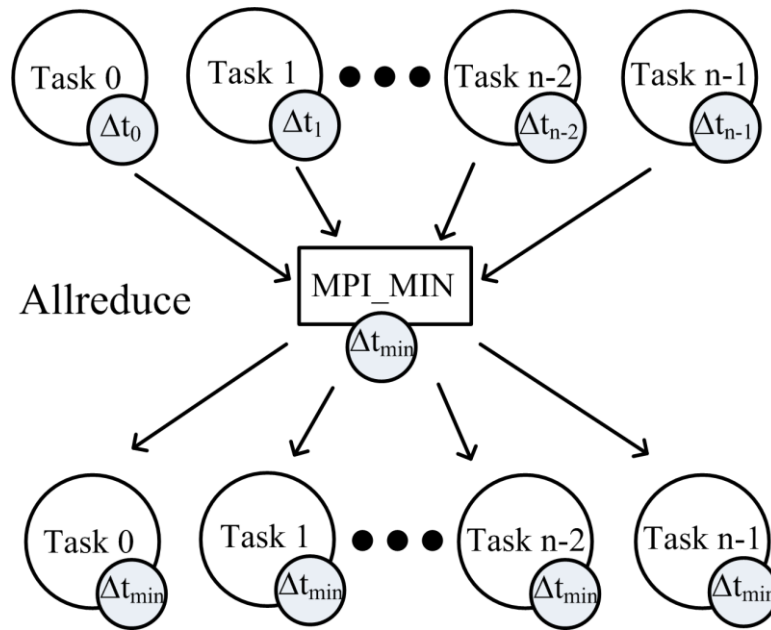 Task 0
Task 1
Task n-2
Task n-1
Δt₀
Δt₁
Δtₙ₋₂
Δtₙ₋₁
Allreduce
MPI_MIN
Δtmin
Task 0
Task 1
Task n-2
Task n-1
Δtmin
Δtmin
Δtmin
Δtmin